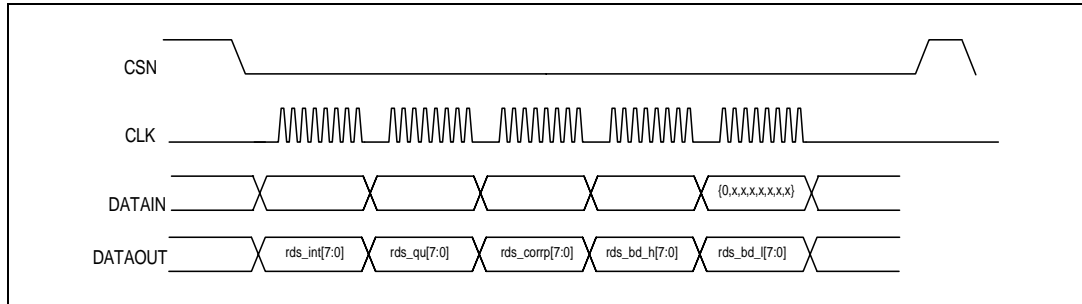 CSN
CLK
DATAIN
{0,x,x,x,x,x,x,x}
DATAOUT
rds_int[7:0] rds_qu[7:0] rds_corrp[7:0] rds_bd_h[7:0] rds_bd_l[7:0]